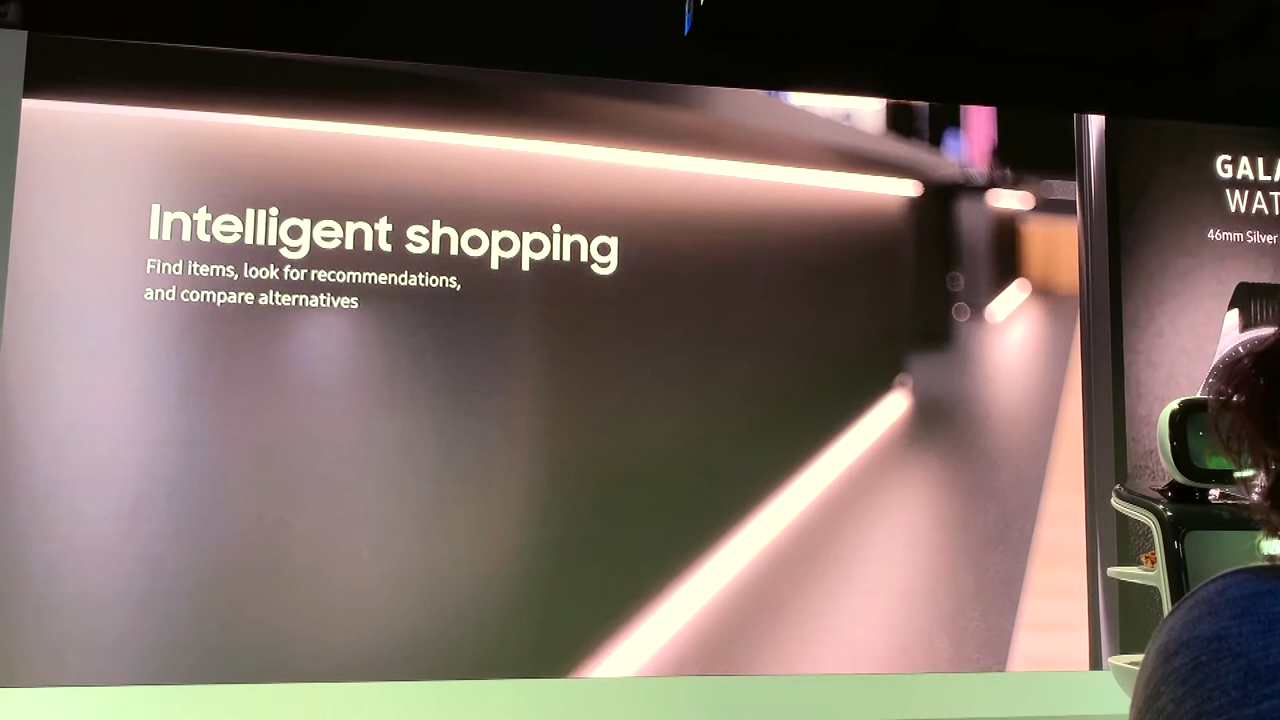 Intelligent shopping
Find items, look for recommendations,
and compare alternatives
GALA
WAT
46mm Silver